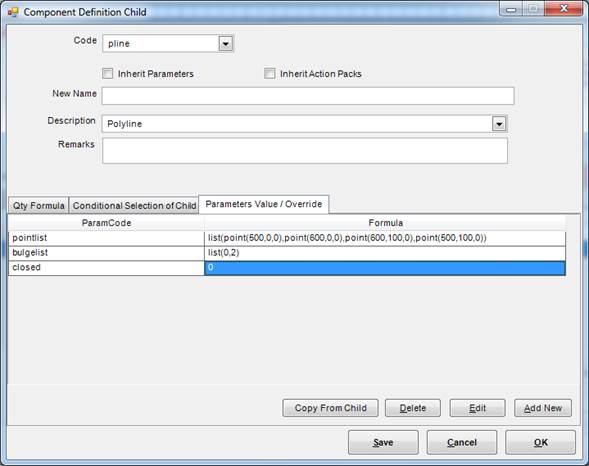 Component Definition Child
Code pline
Inherit Parameters Inherit Action Packs
New Name
Description Polyline
Remarks
Qty Formula Conditional Selection of Child Parameters Value / Override
ParamCode Formula
pointlist list(point(500,0,0),point(600,0,0),point(600,100,0),point(500,100,0))
bulgelist list(0,2)
closed 0
Copy From Child Delete Edit Add New
Save Cancel OK